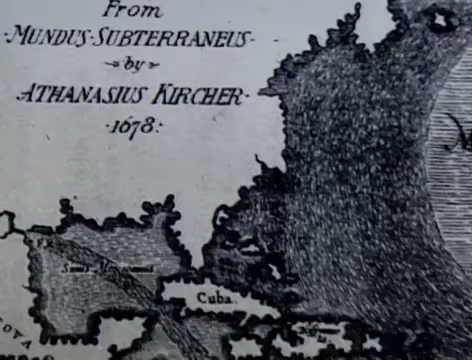 From
MUNDUS·SUBTERRANEUS·
by
ATHANASIUS KIRCHER·
·1678:
M
Cuba.